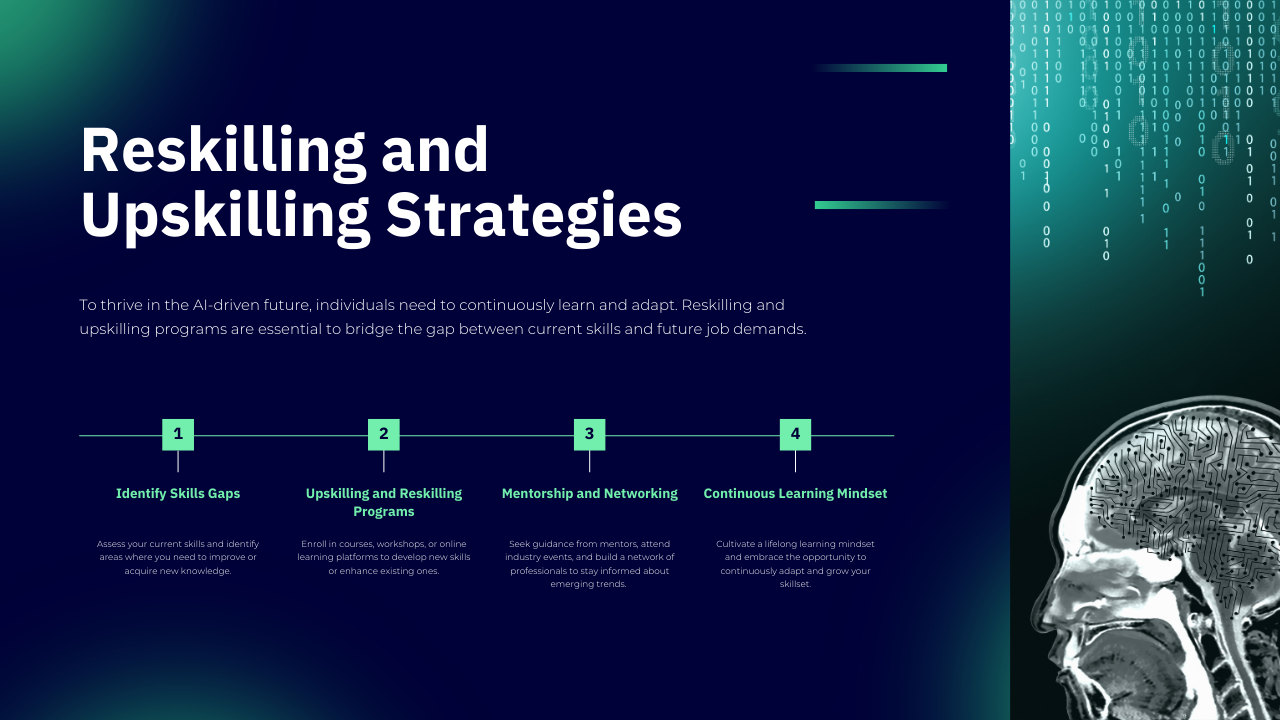 Reskilling and
Upskilling Strategies
To thrive in the AI-driven future, individuals need to continuously learn and adapt. Reskilling and
upskilling programs are essential to bridge the gap between current skills and future job demands.
1
Identify Skills Gaps
Assess your current skills and identify
areas where you need to improve or
acquire new knowledge.
2
Upskilling and Reskilling
Programs
Enroll in courses, workshops, or online
learning platforms to develop new skills
or enhance existing ones.
3
Mentorship and Networking
Seek guidance from mentors, attend
industry events, and build a network of
professionals to stay informed about
emerging trends.
4
Continuous Learning Mindset
Cultivate a lifelong learning mindset
and embrace the opportunity to
continuously adapt and grow your
skillset.